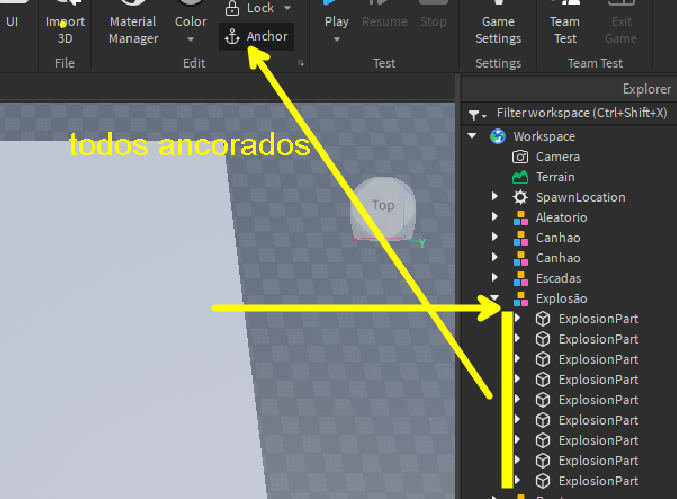 UI
Import
3D
Material
Manager
Color
Lock
Anchor
Play
Resume
Stop
Game
Settings
Team
Test
Exit
Game
File
Edit
Test
Settings
Team Test
Explorer
Filter workspace (Ctrl+Shift+X)
todos ancorados
Top
Y
Workspace
Camera
Terrain
SpawnLocation
Aleatorio
Canhao
Canhao
Escadas
Explosão
ExplosionPart
ExplosionPart
ExplosionPart
ExplosionPart
ExplosionPart
ExplosionPart
ExplosionPart
ExplosionPart
ExplosionPart